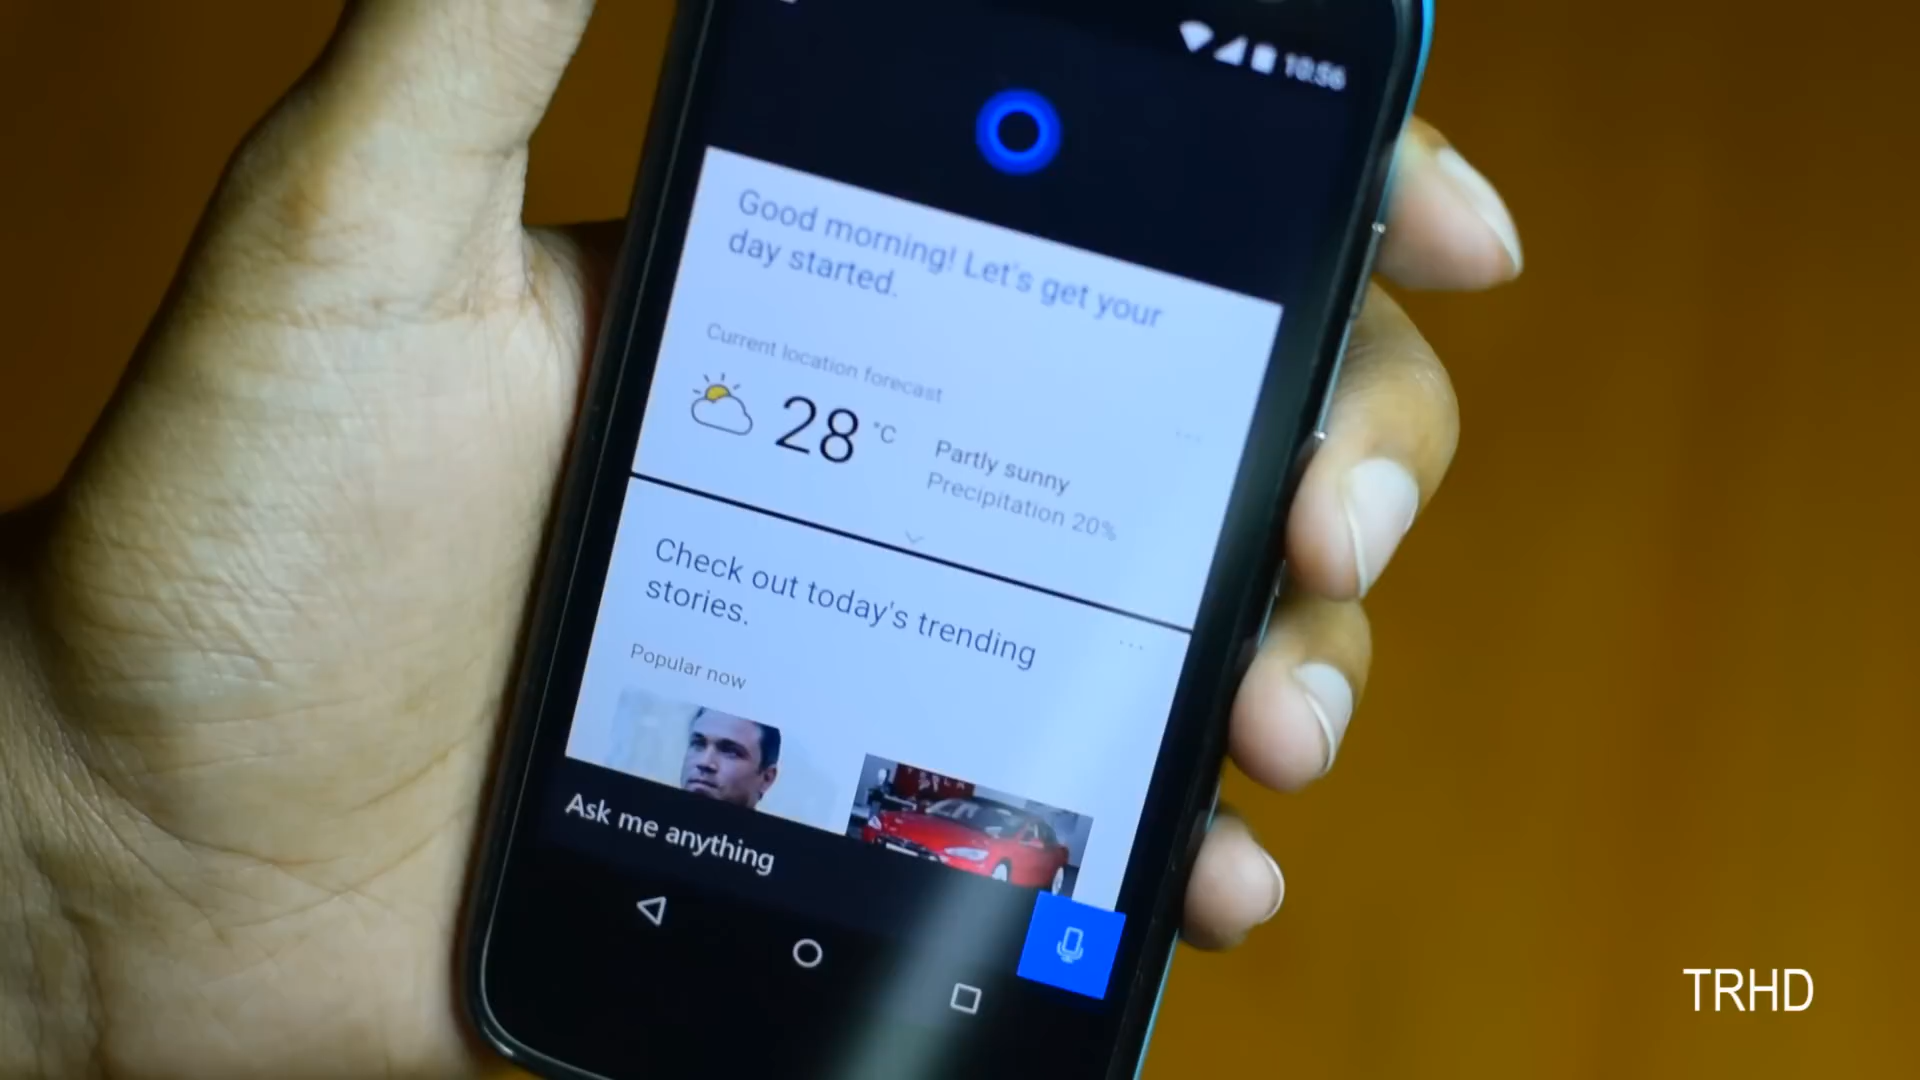 10:56
Good morning! Let's get your
day started.
Current location forecast
28 °C
Partly sunny
Precipitation 20%
Check out today's trending
stories.
Popular now
TESLA
Ask me anything
TRHD